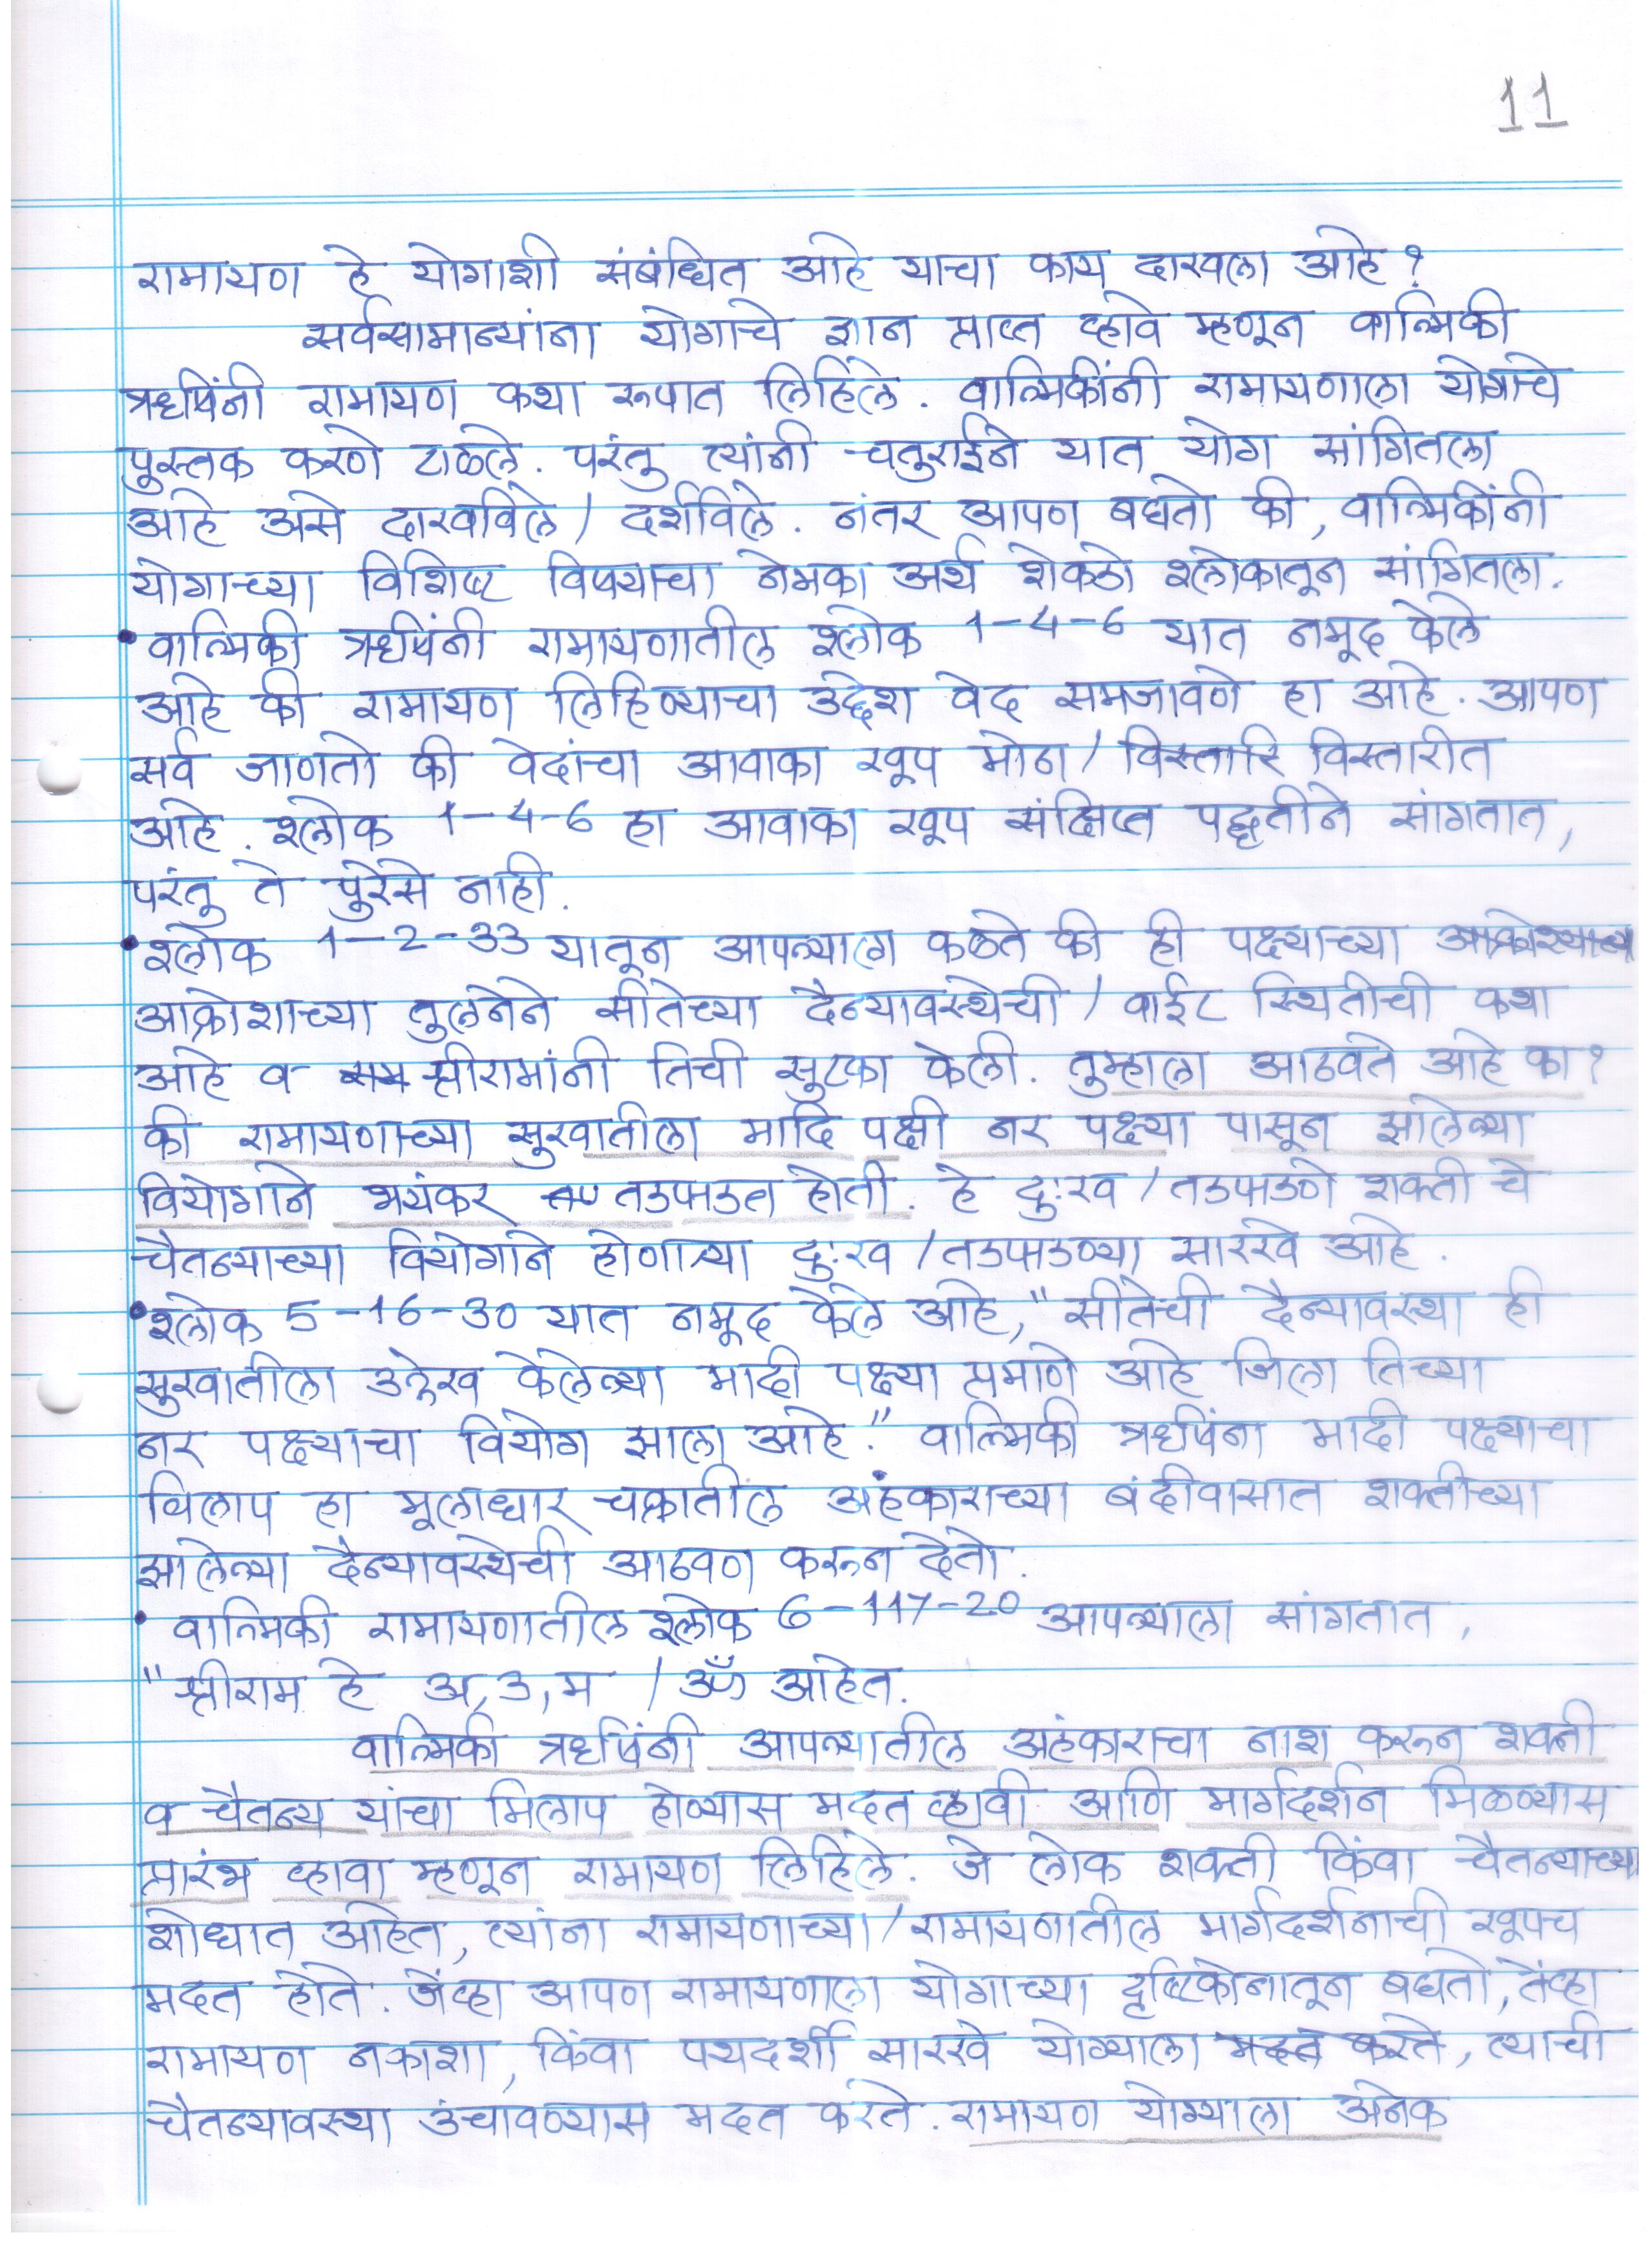 11
रामायण हे योगाशी संबंधित आहे याचा काय दाखला आहे?
सर्वसामान्यांना योगाचे ज्ञान प्राप्त व्हावे म्हणून वाल्मिकी
ऋषिंनी रामायण कथा रूपात लिहिले. वाल्मिकींनी रामायणाला योगाचे
पुस्तक करणे टाळले. परंतु त्यांनी चतुराईने यात योग सांगितला
आहे असे दाखविले / दर्शविले. नंतर आपण बघतो की, वाल्मिकींनी
योगाच्या विशिष्ट विषयाचा नेमका अर्थ शेकडो श्लोकातून सांगितला.
• वाल्मिकी ऋषिंनी रामायणातील श्लोक 1-4-6 यात नमूद केले
आहे की रामायण लिहिण्याचा उद्देश वेद समजावणे हा आहे. आपण
सर्व जाणतो की वेदांचा आवाका खूप मोठा / विस्तारि विस्तारीत
आहे. श्लोक 1-4-6 हा आवाका खूप संक्षिप्त पद्धतीने सांगतात,
परंतु ते पुरेसे नाही.
• श्लोक 1-2-33 यातून आपल्याला कळते की ही पक्ष्याच्या
आक्रोशाच्या तुलनेने सीतेच्या दैन्यावस्थेची / वाईट स्थितीची कथा
आहे व श्रीरामांनी तिची सुटका केली. तुम्हाला आठवते आहे का?
की रामायणाच्या सुरवातीला मादि पक्षी नर पक्ष्या पासून झालेल्या
वियोगाने भयंकर तडफडत होती. हे दुःख / तडफडणे शक्ती चे
चैतन्याच्या वियोगाने होणाऱ्या दुःख / तडफडण्या सारखे आहे.
• श्लोक 5-16-30 यात नमूद केले आहे, "सीतेची दैन्यावस्था ही
सुरवातीला उल्लेख केलेल्या मादी पक्ष्या प्रमाणे आहे जिला तिच्या
नर पक्ष्याचा वियोग झाला आहे." वाल्मिकी ऋषिंना मादी पक्ष्याचा
विलाप हा मूलाधार चक्रातील अहंकाराच्या बंदीवासात शक्तीच्या
झालेल्या दैन्यावस्थेची आठवण करून देतो.
• वाल्मिकी रामायणातील श्लोक 6-117-20 आपल्याला सांगतात,
"श्रीराम हे अ, उ, म / ॐ आहेत.
वाल्मिकी ऋषिंनी आपल्यातील अहंकाराचा नाश करून शक्ती
व चैतन्य यांचा मिलाप होण्यास मदत व्हावी आणि मार्गदर्शन मिळण्यास
प्रारंभ व्हावा म्हणून रामायण लिहिले. जे लोक शक्ती किंवा चैतन्याच्या
शोधात आहेत, त्यांना रामायणाच्या / रामायणातील मार्गदर्शनाची खूपच
मदत होते. जेंव्हा आपण रामायणाला योगाच्या दृष्टिकोनातून बघतो, तेंव्हा
रामायण नकाशा, किंवा पथदर्शी सारखे योग्याला मदत करते, त्याची
चैतन्यावस्था उंचावण्यास मदत करते. रामायण योग्याला अनेक